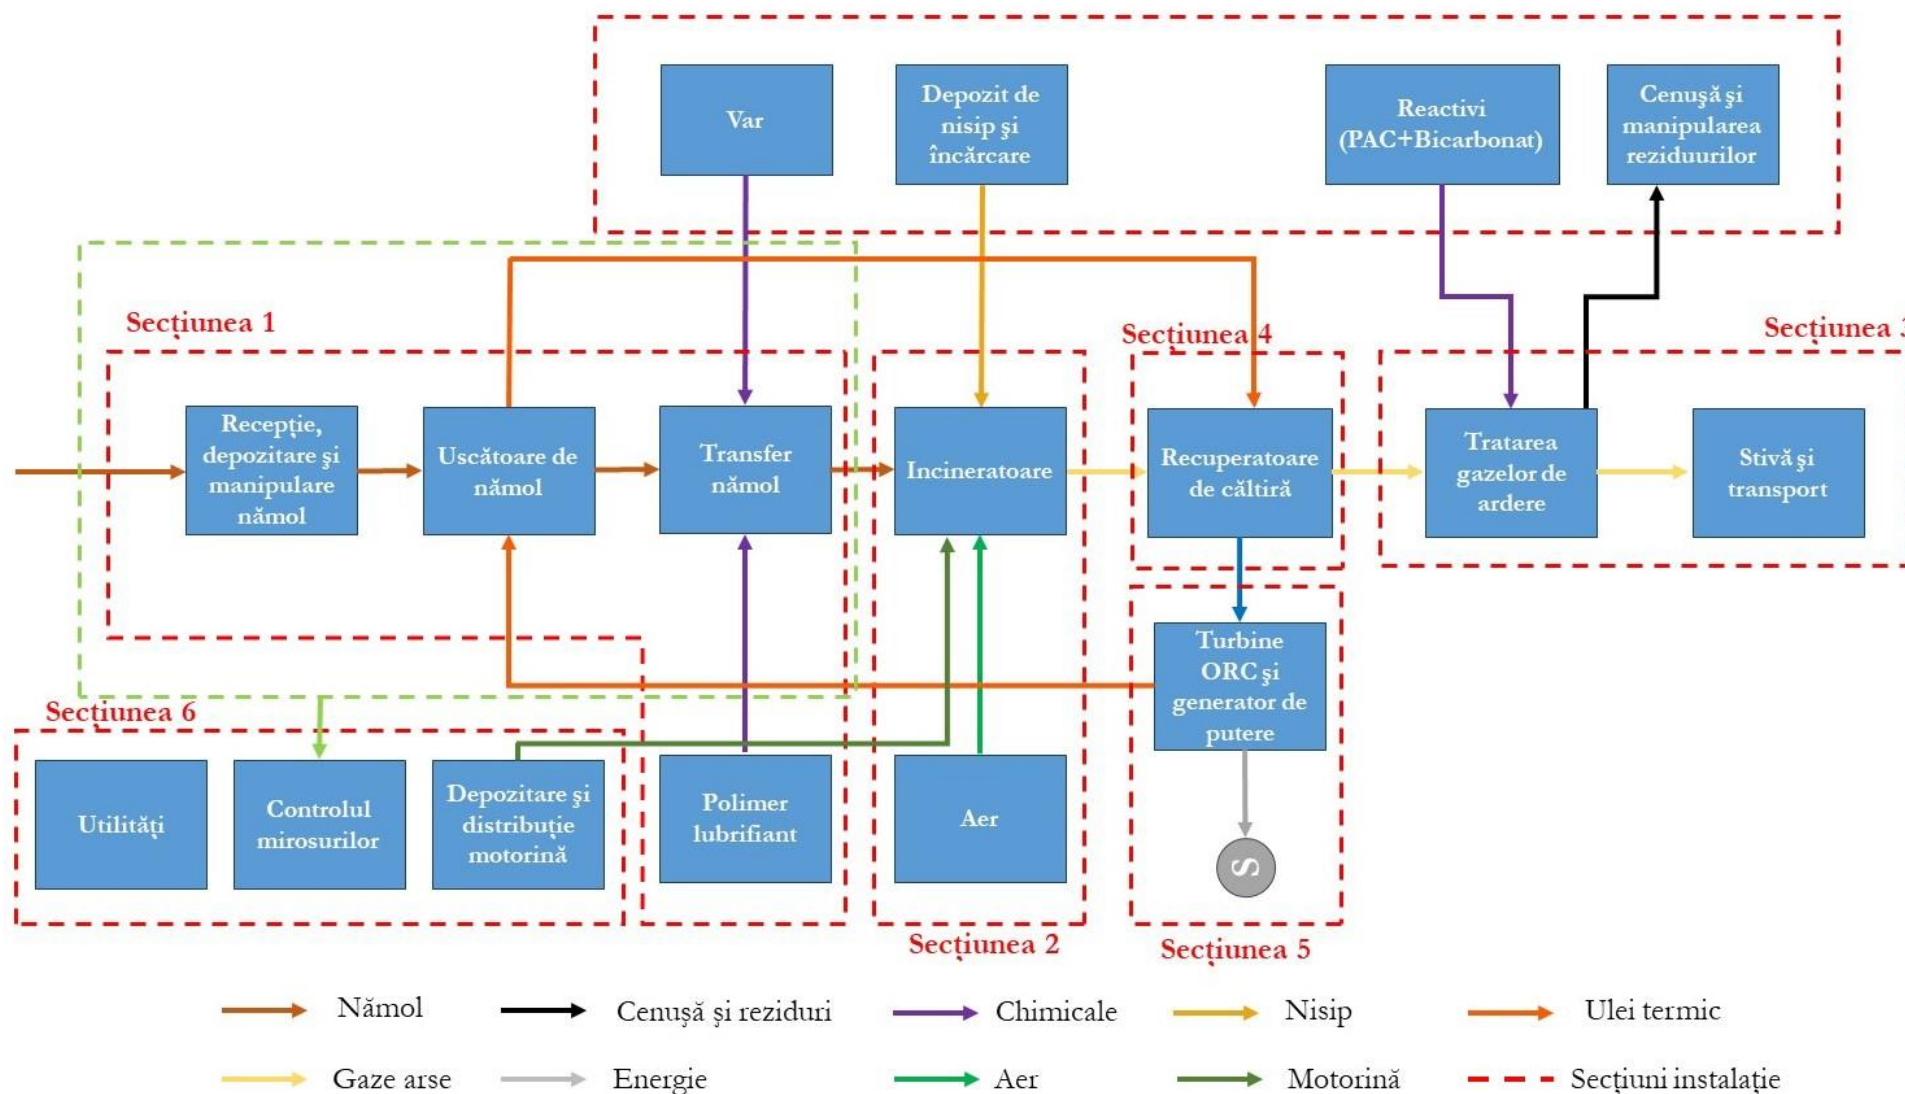 Var
Depozit de
nisip şi
încărcare
Reactivi
(PAC+Bicarbonat)
Cenuşă şi
manipularea
reziduurilor
Secţiunea 1
Secţiunea 4
Secţiunea 3
Recepţie,
depozitare şi
manipulare
nămol
Uscătoare de
nămol
Transfer
nămol
Incineratoare
Recuperatoare
de căltiră
Tratarea
gazelor de
ardere
Stivă şi
transport
Turbine
ORC şi
generator de
putere
Secţiunea 6
Utilităţi
Controlul
mirosurilor
Depozitare şi
distribuţie
motorină
Polimer
lubrifiant
Aer
S
Secţiunea 2
Secţiunea 5
Nămol
Cenuşă şi reziduri
Chimicale
Nisip
Ulei termic
Gaze arse
Energie
Aer
Motorină
Secţiuni instalaţie